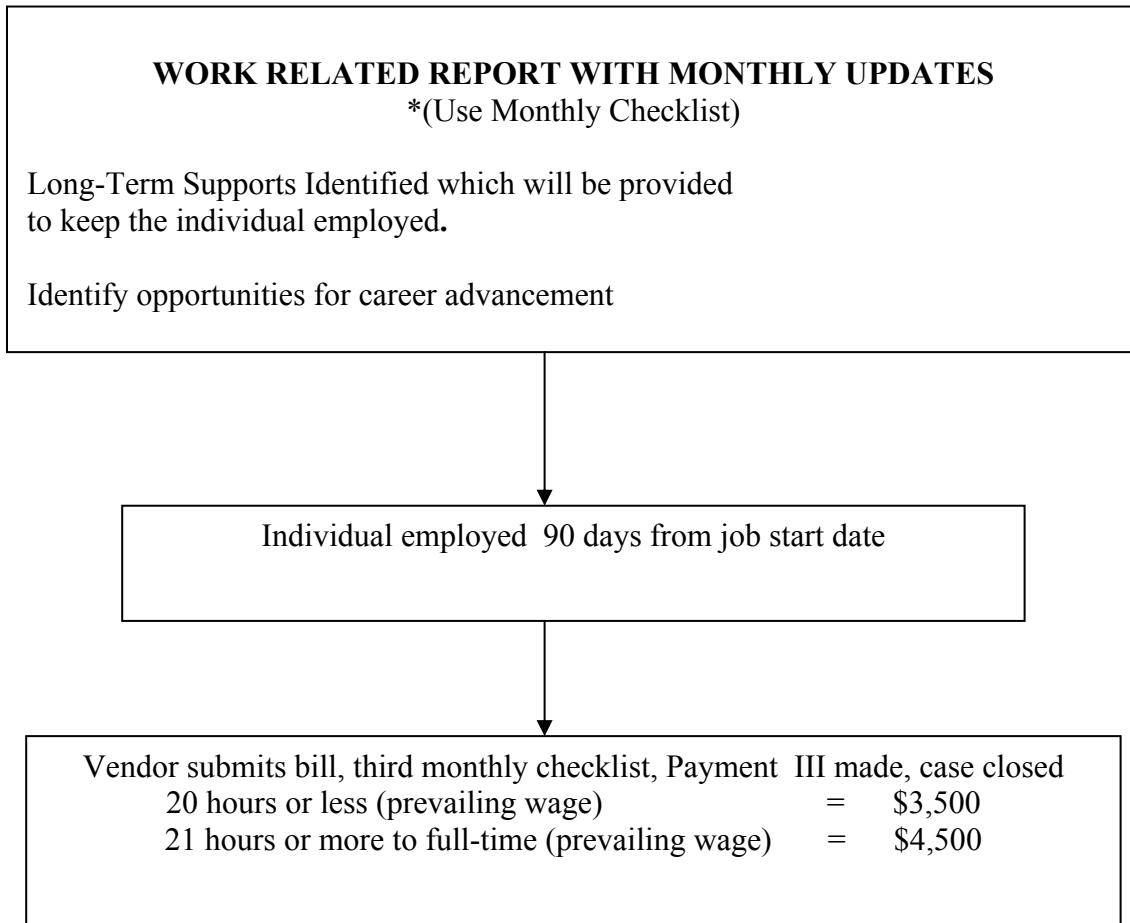 WORK RELATED REPORT WITH MONTHLY UPDATES
*(Use Monthly Checklist)
Long-Term Supports Identified which will be provided
to keep the individual employed.
Identify opportunities for career advancement
Individual employed 90 days from job start date
Vendor submits bill, third monthly checklist, Payment III made, case closed
20 hours or less (prevailing wage) = $3,500
21 hours or more to full-time (prevailing wage) = $4,500